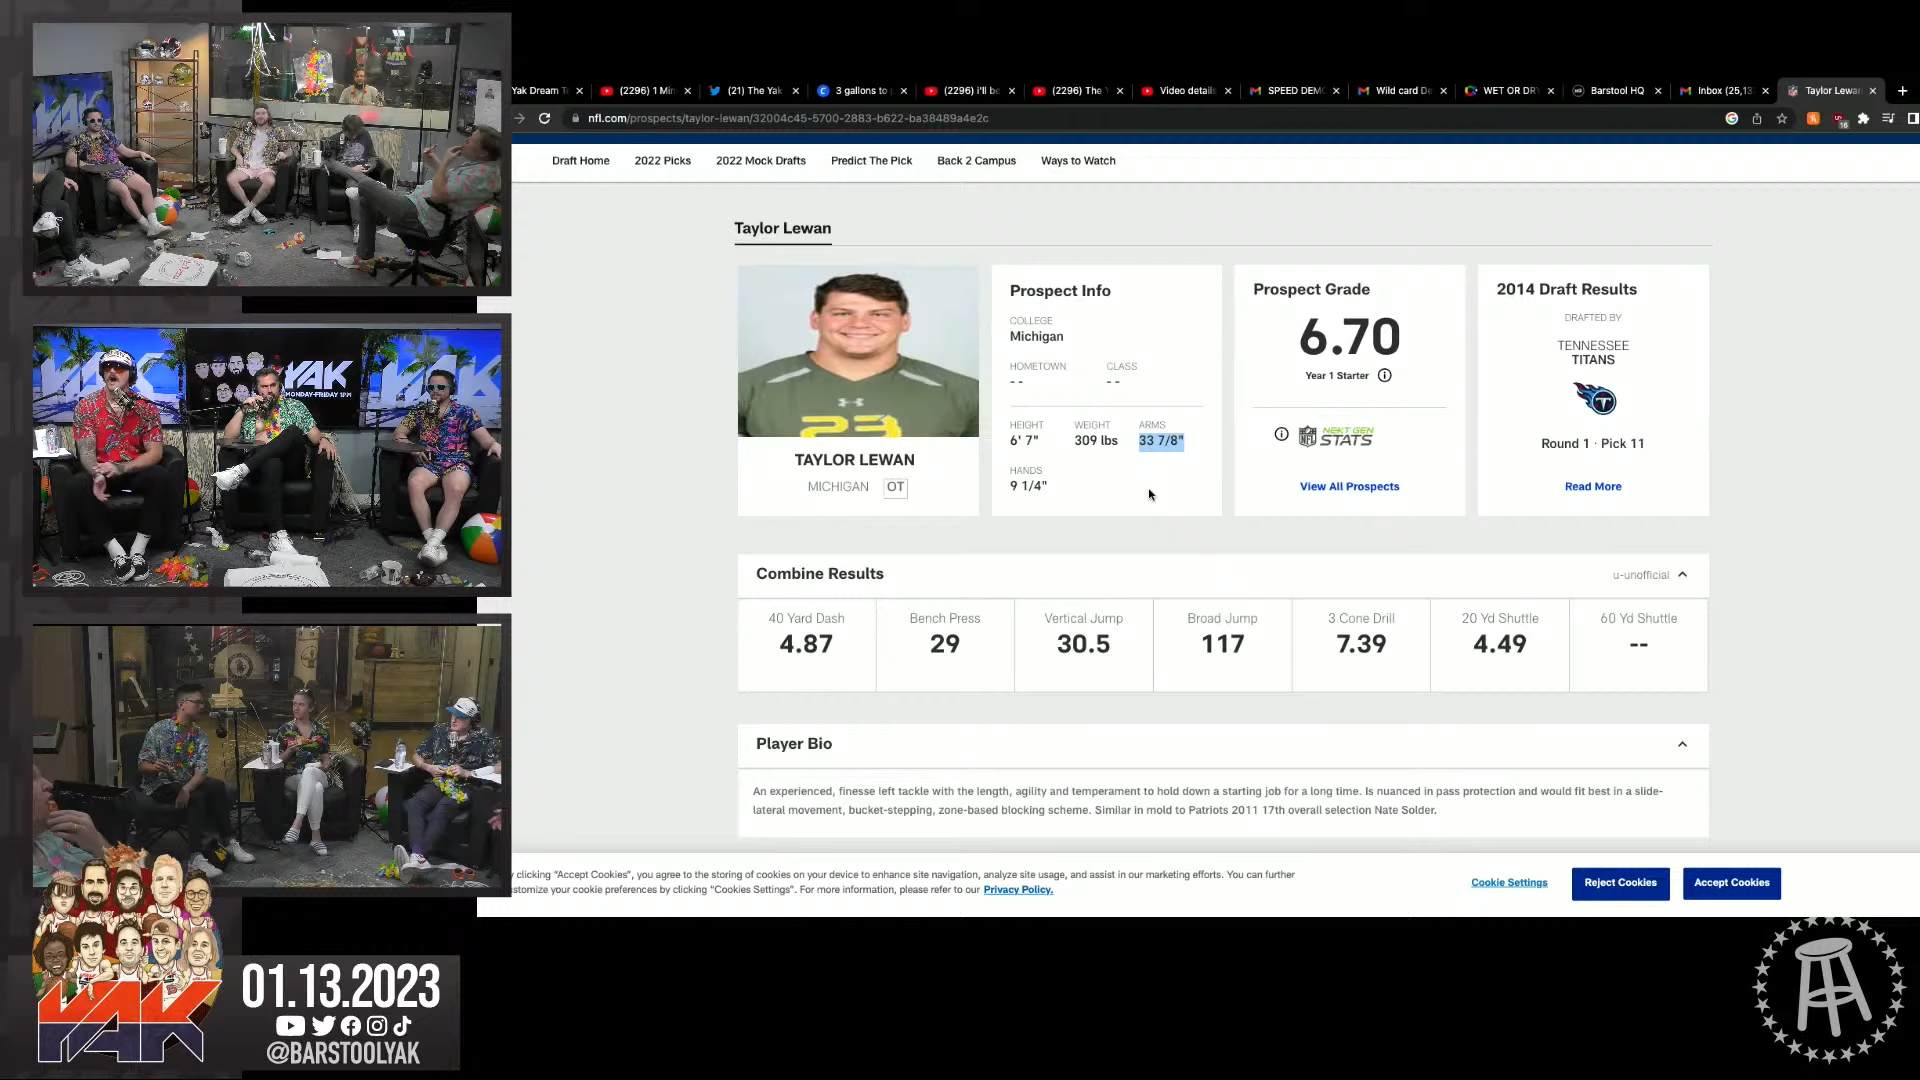 Yak Dream T
(2296) 1 Min
(21) The Yak
3 gallons to
(2296) i'll be
(2296) The
Video details
SPEED DEM
Wild card De
WET OR DR
Barstool HQ
Inbox (25,13
Taylor Lewan
nfl.com/prospects/taylor-lewan/32004c45-5700-2883-b622-ba38489a4e2c
16
Draft Home 2022 Picks 2022 Mock Drafts Predict The Pick Back 2 Campus Ways to Watch
Taylor Lewan
23
TAYLOR LEWAN
MICHIGAN OT
Prospect Info
COLLEGE
Michigan
HOMETOWN CLASS
-- --
HEIGHT WEIGHT ARMS
6' 7" 309 lbs 33 7/8"
HANDS
9 1/4"
Prospect Grade
6.70
Year 1 Starter
NEXT GEN
STATS
View All Prospects
2014 Draft Results
DRAFTED BY
TENNESSEE
TITANS
T
Round 1 · Pick 11
Read More
Combine Results
u-unofficial
40 Yard Dash Bench Press Vertical Jump Broad Jump 3 Cone Drill 20 Yd Shuttle 60 Yd Shuttle
4.87 29 30.5 117 7.39 4.49 --
Player Bio
An experienced, finesse left tackle with the length, agility and temperament to hold down a starting job for a long time. Is nuanced in pass protection and would fit best in a slide-
lateral movement, bucket-stepping, zone-based blocking scheme. Similar in mold to Patriots 2011 17th overall selection Nate Solder.
clicking "Accept Cookies", you agree to the storing of cookies on your device to enhance site navigation, analyze site usage, and assist in our marketing efforts. You can further
ustomize your cookie preferences by clicking "Cookies Settings". For more information, please refer to our Privacy Policy.
Cookie Settings
Reject Cookies
Accept Cookies
YAK
MONDAY-FRIDAY 1PM
YAK
01.13.2023
@BARSTOOLYAK